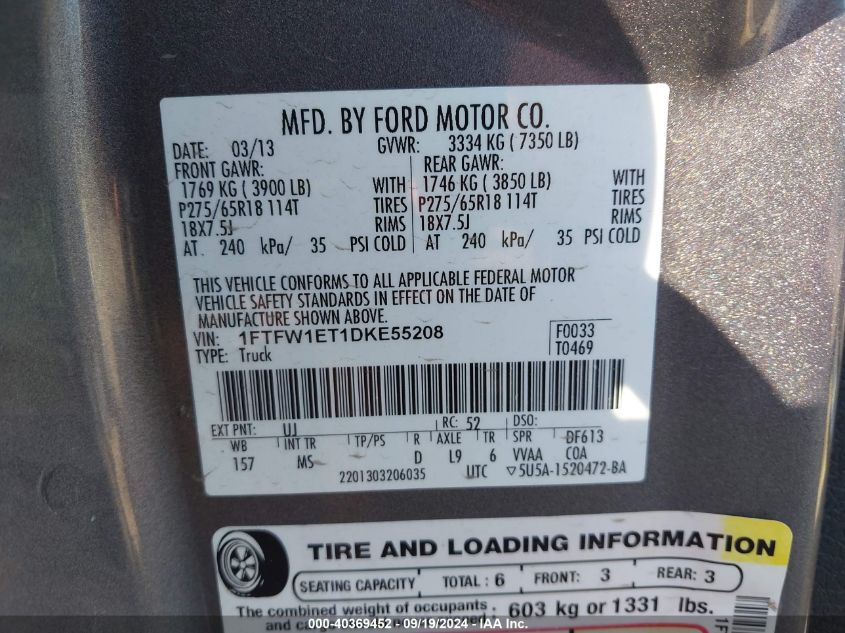 MFD. BY FORD MOTOR CO.
DATE: 03/13 GVWR: 3334 KG ( 7350 LB)
FRONT GAWR: REAR GAWR:
1769 KG ( 3900 LB) WITH 1746 KG ( 3850 LB) WITH
P275/65R18 114T TIRES P275/65R18 114T TIRES
18X7.5J RIMS 18X7.5J RIMS
AT 240 kPa/ 35 PSI COLD AT 240 kPa/ 35 PSI COLD
THIS VEHICLE CONFORMS TO ALL APPLICABLE FEDERAL MOTOR
VEHICLE SAFETY STANDARDS IN EFFECT ON THE DATE OF
MANUFACTURE SHOWN ABOVE.
VIN: 1FTFW1ET1DKE55208 F0033
TYPE: Truck T0469
EXT PNT: UJ RC: 52 DSO:
WB INT TR TP/PS R AXLE TR SPR DF613
157 MS D L9 6 VVAA COA
2201303206035 UTC ▽5U5A-1520472-BA
TIRE AND LOADING INFORMATION
SEATING CAPACITY TOTAL : 6 FRONT: 3 REAR: 3
The combined weight of occupants 603 kg or 1331 lbs.
and
1F
000-40369452 - 09/19/2024 - IAA Inc.